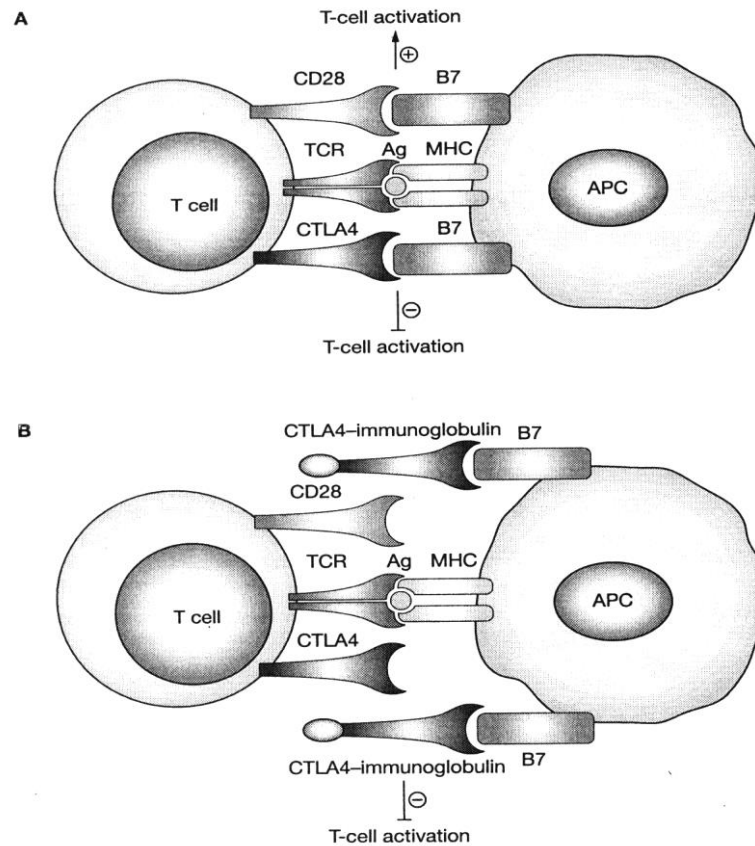 A
T-cell activation
+
CD28 B7
TCR Ag MHC
T cell
APC
CTLA4 B7
−
T-cell activation
B
CTLA4–immunoglobulin B7
CD28
TCR Ag MHC
T cell
APC
CTLA4
B7
CTLA4–immunoglobulin
−
T-cell activation